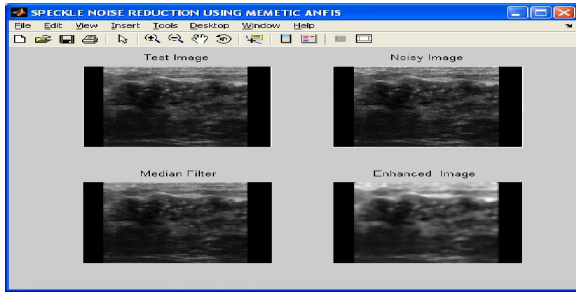 SPECKLE NOISE REDUCTION USING MEMETIC ANFIS
File Edit View Insert Tools Desktop Window Help
Test Image Noisy Image
Median Filter Enhanced Image